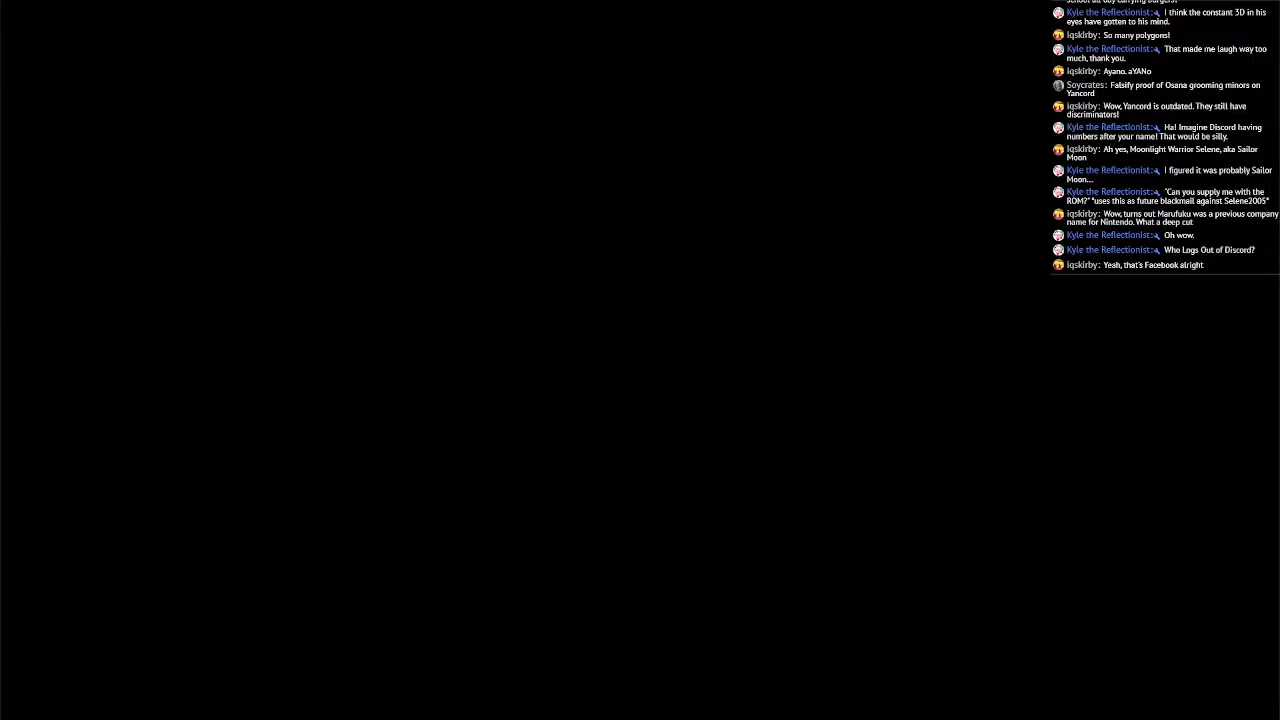 school all day carrying burgers?
Kyle the Reflectionist: I think the constant 3D in his
eyes have gotten to his mind.
iqskirby: So many polygons!
Kyle the Reflectionist: That made me laugh way too
much, thank you.
iqskirby: Ayano. aYANo
Soycrates: Falsify proof of Osana grooming minors on
Yancord
iqskirby: Wow, Yancord is outdated. They still have
discriminators!
Kyle the Reflectionist: Ha! Imagine Discord having
numbers after your name! That would be silly.
iqskirby: Ah yes, Moonlight Warrior Selene, aka Sailor
Moon
Kyle the Reflectionist: I figured it was probably Sailor
Moon...
Kyle the Reflectionist: "Can you supply me with the
ROM?" *uses this as future blackmail against Selene2005*
iqskirby: Wow, turns out Marufuku was a previous company
name for Nintendo. What a deep cut
Kyle the Reflectionist: Oh wow.
Kyle the Reflectionist: Who Logs Out of Discord?
iqskirby: Yeah, that's Facebook alright